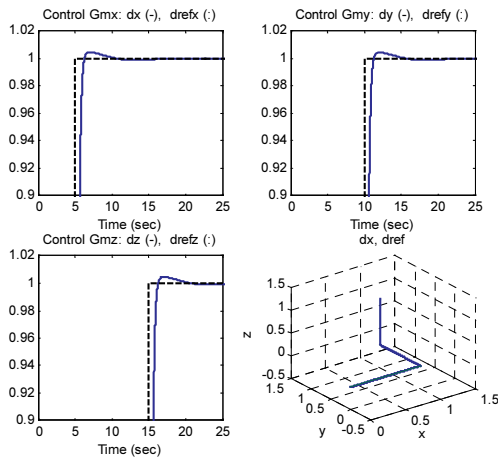 Control Gmx: dx (-), drefx (:)
1.02
1
0.98
0.96
0.94
0.92
0.9
0 5 10 15 20 25
Time (sec)
Control Gmy: dy (-), drefy (:)
1.02
1
0.98
0.96
0.94
0.92
0.9
0 5 10 15 20 25
Time (sec)
Control Gmz: dz (-), drefz (:)
1.02
1
0.98
0.96
0.94
0.92
0.9
0 5 10 15 20 25
Time (sec)
dx, dref
1.5
1
0.5
0
-0.5
z
1.5
1
0.5
0
-0.5
y
0
0.5
1
1.5
x